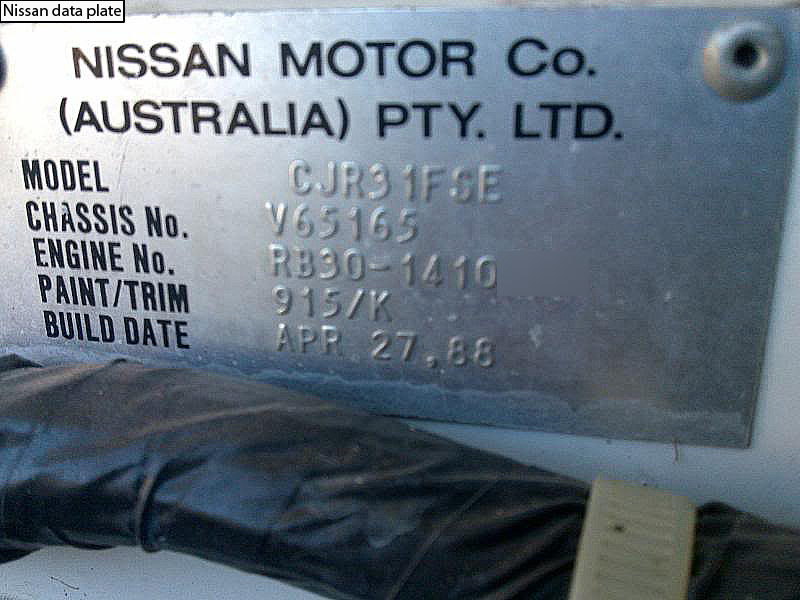 Nissan data plate
NISSAN MOTOR Co.
(AUSTRALIA) PTY. LTD.
MODEL CJR31FSE
CHASSIS No. V65165
ENGINE No. RB30-1410
PAINT/TRIM 915/K
BUILD DATE APR 27,88